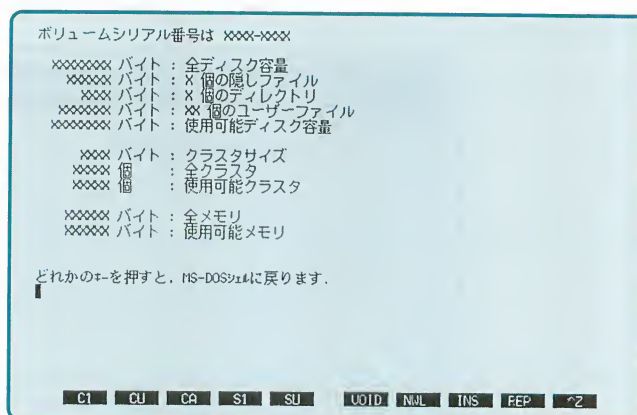 ボリュームシリアル番号は XXXX-XXXX
XXXXXXXX バイト : 全ディスク容量
XXXXXX バイト : X 個の隠しファイル
XXXX バイト : X 個のディレクトリ
XXXXXXX バイト : XX 個のユーザーファイル
XXXXXXXX バイト : 使用可能ディスク容量
XXXX バイト : クラスタサイズ
XXXXX 個 : 全クラスタ
XXXXX 個 : 使用可能クラスタ
XXXXXX バイト : 全メモリ
XXXXXX バイト : 使用可能メモリ
どれかのキーを押すと, MS-DOSシェルに戻ります.
C1 CU CA S1 SU VOID NWL INS REP ^Z